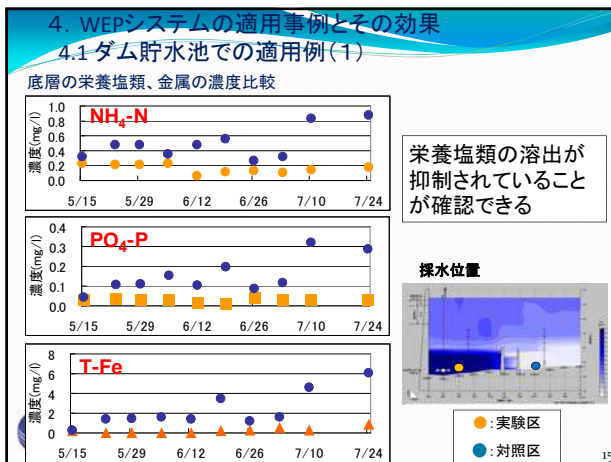 4. WEPシステムの適用事例とその効果
4.1 ダム貯水池での適用例(1)
底層の栄養塩類、金属の濃度比較
NH4-N
濃度(mg/l)
1.0
0.8
0.6
0.4
0.2
0.0
5/15 5/29 6/12 6/26 7/10 7/24
PO4-P
濃度(mg/l)
0.4
0.3
0.2
0.1
0.0
5/15 5/29 6/12 6/26 7/10 7/24
T-Fe
濃度(mg/l)
8
6
4
2
0
5/15 5/29 6/12 6/26 7/10 7/24
栄養塩類の溶出が
抑制されていること
が確認できる
採水位置
●:実験区
●:対照区
15